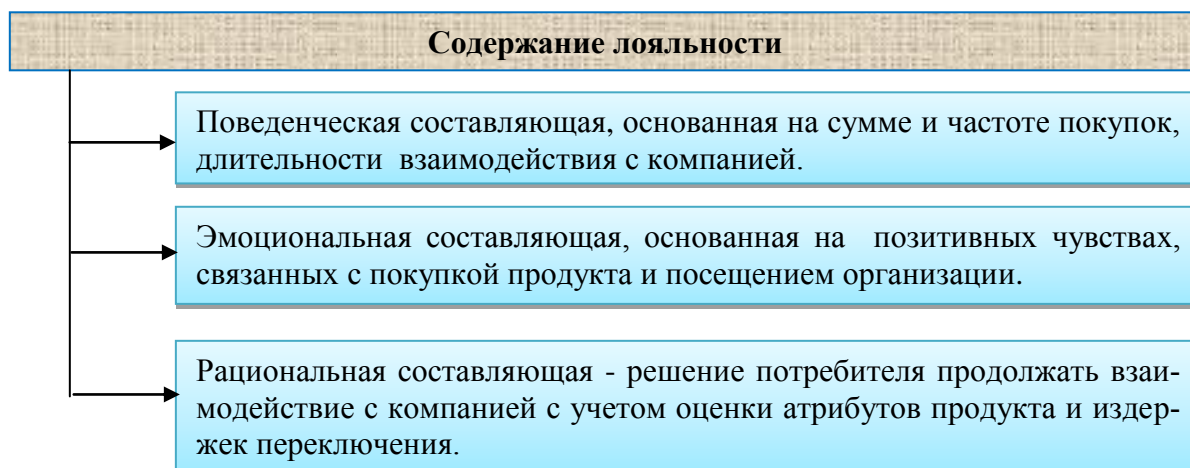 Содержание лояльности
Поведенческая составляющая, основанная на сумме и частоте покупок,
длительности взаимодействия с компанией.
Эмоциональная составляющая, основанная на позитивных чувствах,
связанных с покупкой продукта и посещением организации.
Рациональная составляющая - решение потребителя продолжать взаи-
модействие с компанией с учетом оценки атрибутов продукта и издер-
жек переключения.